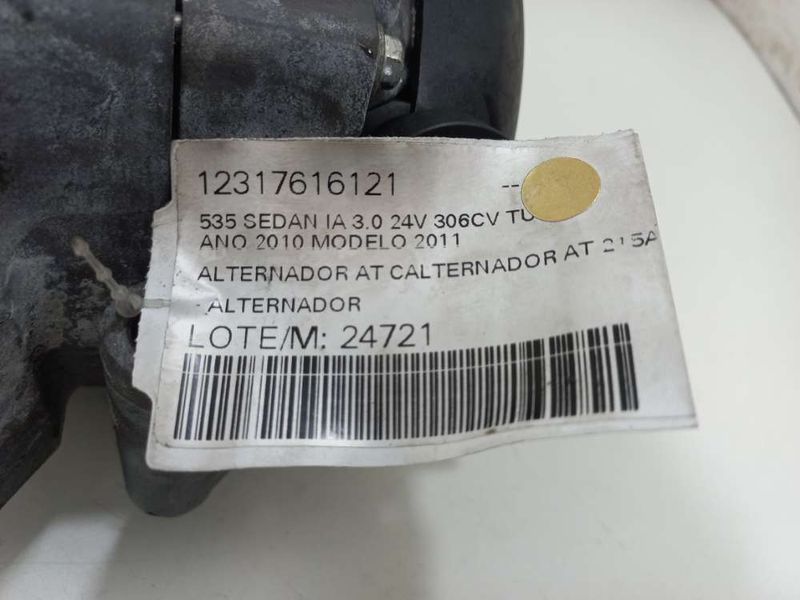 12317616121 --
535 SEDAN IA 3.0 24V 306CV TU
ANO 2010 MODELO 2011
ALTERNADOR AT CALTERNADOR AT 215A
- ALTERNADOR
LOTE/M: 24721